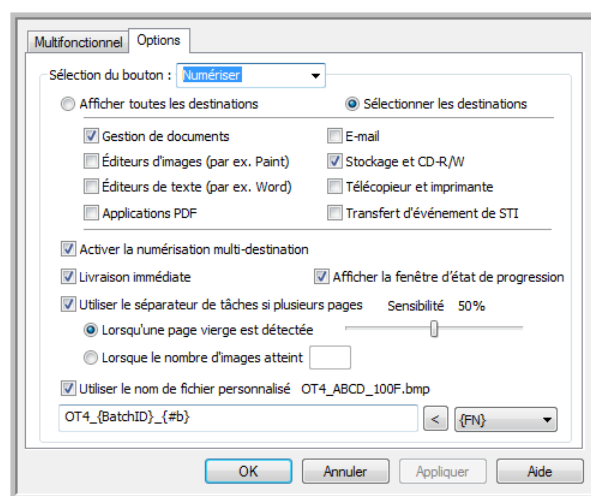 Multifonctionnel Options
Sélection du bouton : Numériser
Afficher toutes les destinations Sélectionner les destinations
Gestion de documents E-mail
Éditeurs d'images (par ex. Paint) Stockage et CD-R/W
Éditeurs de texte (par ex. Word) Télécopieur et imprimante
Applications PDF Transfert d'événement de STI
Activer la numérisation multi-destination
Livraison immédiate Afficher la fenêtre d'état de progression
Utiliser le séparateur de tâches si plusieurs pages Sensibilité 50%
Lorsqu'une page vierge est détectée
Lorsque le nombre d'images atteint
Utiliser le nom de fichier personnalisé OT4_ABCD_100F.bmp
OT4_{BatchID}_{#b} < {FN}
OK Annuler Appliquer Aide